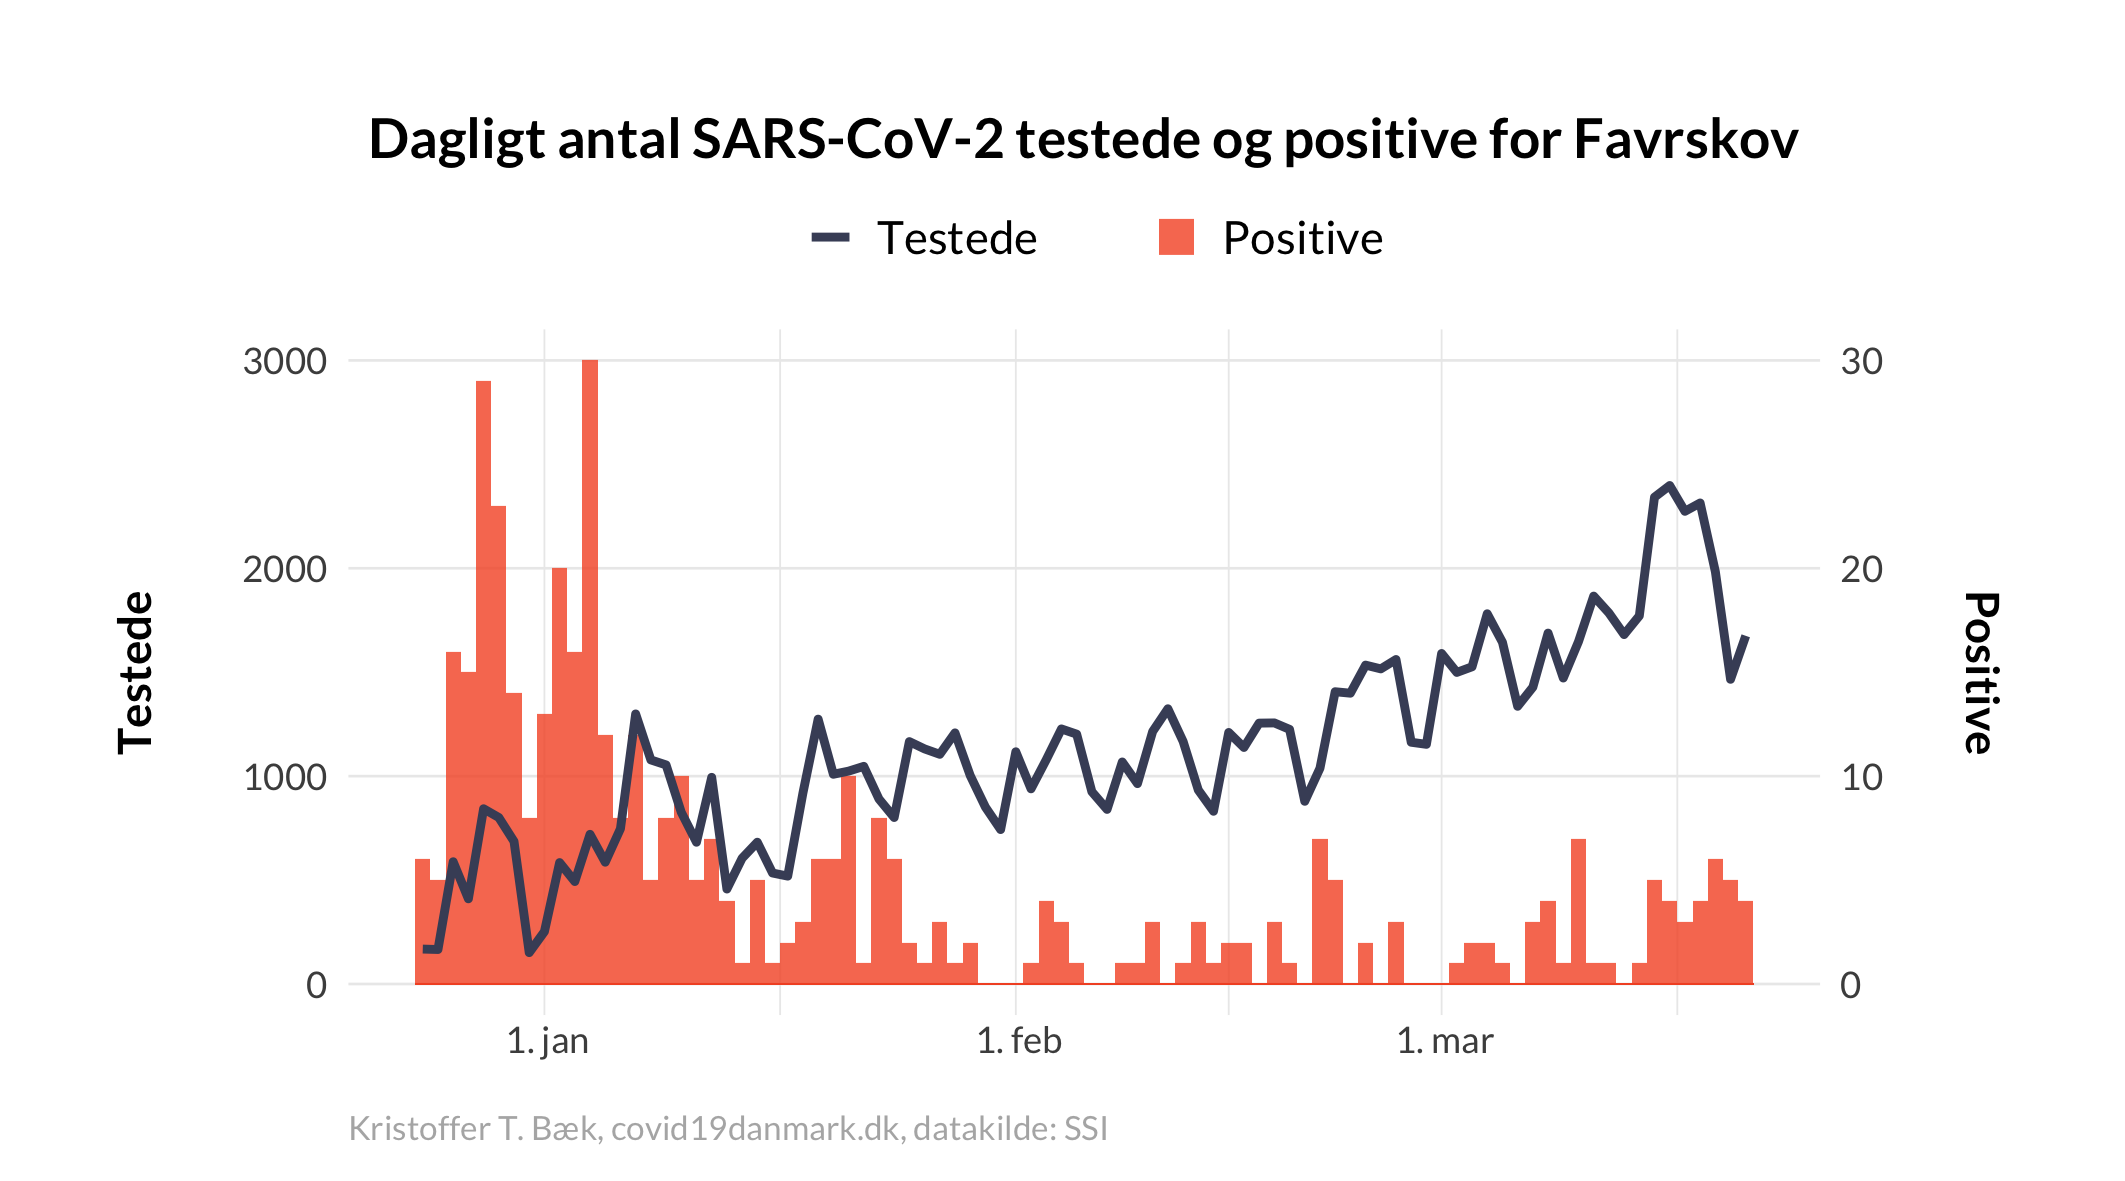 Dagligt antal SARS-CoV-2 testede og positive for Favrskov
Testede
Positive
3000
2000
1000
0
Testede
30
20
10
0
Positive
1. jan
1. feb
1. mar
Kristoffer T. Bæk, covid19danmark.dk, datakilde: SSI